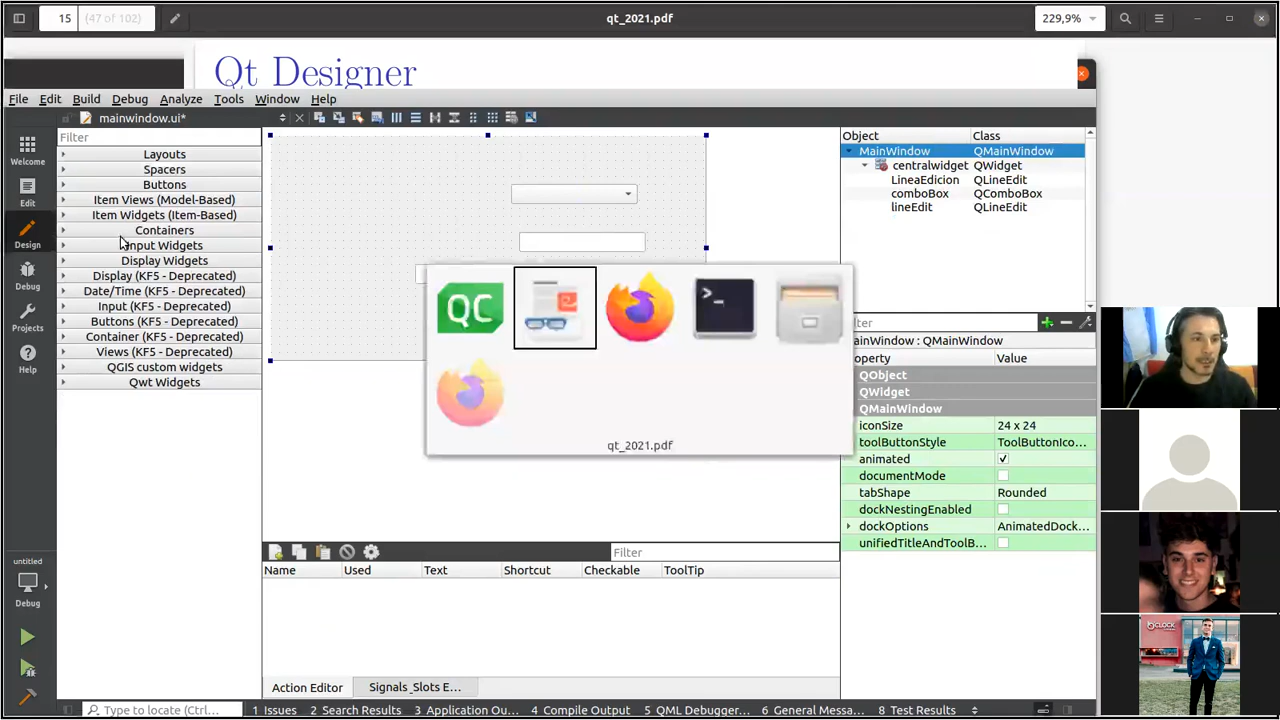 15 (47 of 102) qt_2021.pdf 229,9%
Qt Designer
File Edit Build Debug Analyze Tools Window Help
mainwindow.ui*
Filter
Layouts
Spacers
Buttons
Item Views (Model-Based)
Item Widgets (Item-Based)
Containers
Input Widgets
Display Widgets
Display (KF5 - Deprecated)
Date/Time (KF5 - Deprecated)
Input (KF5 - Deprecated)
Buttons (KF5 - Deprecated)
Container (KF5 - Deprecated)
Views (KF5 - Deprecated)
QGIS custom widgets
Qwt Widgets
Welcome
Edit
Design
Debug
Projects
Help
untitled
Debug
QC
>_
qt_2021.pdf
Object Class
MainWindow QMainWindow
centralwidget QWidget
LineaEdicion QLineEdit
comboBox QComboBox
lineEdit QLineEdit
ilter
ainWindow : QMainWindow
operty Value
QObject
QWidget
QMainWindow
iconSize 24 x 24
toolButtonStyle ToolButtonIco...
animated
documentMode
tabShape Rounded
dockNestingEnabled
dockOptions AnimatedDock...
unifiedTitleAndToolB...
Filter
Name Used Text Shortcut Checkable ToolTip
Action Editor Signals_Slots E...
Type to locate (Ctrl... 1 Issues 2 Search Results 3 Application Ou... 4 Compile Output 5 QML Debugger... 6 General Messa... 8 Test Results